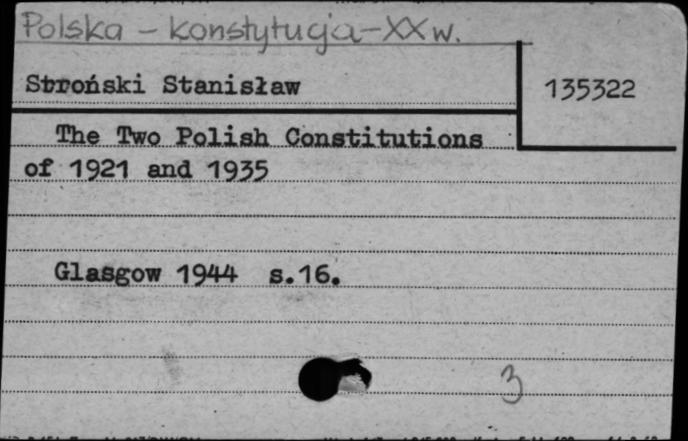 Polska - konstytucja - XX w.
Stroński Stanisław
135322
The Two Polish Constitutions
of 1921 and 1935
Glasgow 1944 s.16.
3